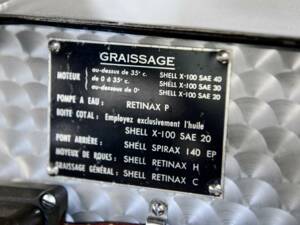 GRAISSAGE
au-dessus de 35° c. SHELL X-100 SAE 40
MOTEUR de 0 à 35° c. SHELL X-100 SAE 30
au-dessous de 0° SHELL X-100 SAE 20
POMPE A EAU : RETINAX P
BOITE COTAL : Employez exclusivement l'huile
SHELL X-100 SAE 20
PONT ARRIÈRE : SHELL SPIRAX 140 EP
MOYEUX DE ROUES : SHELL RETINAX H
GRAISSAGE GÉNÉRAL : SHELL RETINAX C